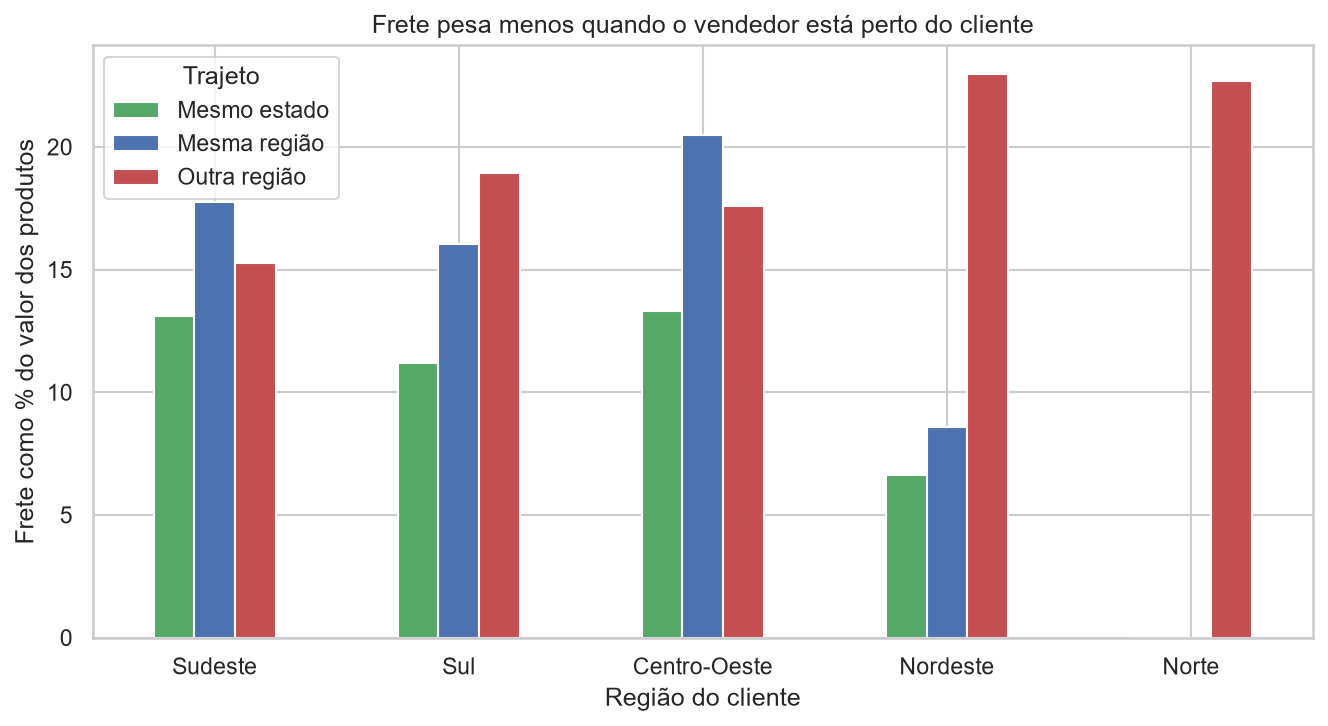 Frete pesa menos quando o vendedor está perto do cliente
Trajeto
Mesmo estado
Mesma região
Outra região
Frete como % do valor dos produtos
20
15
10
5
0
Sudeste
Sul
Centro-Oeste
Nordeste
Norte
Região do cliente